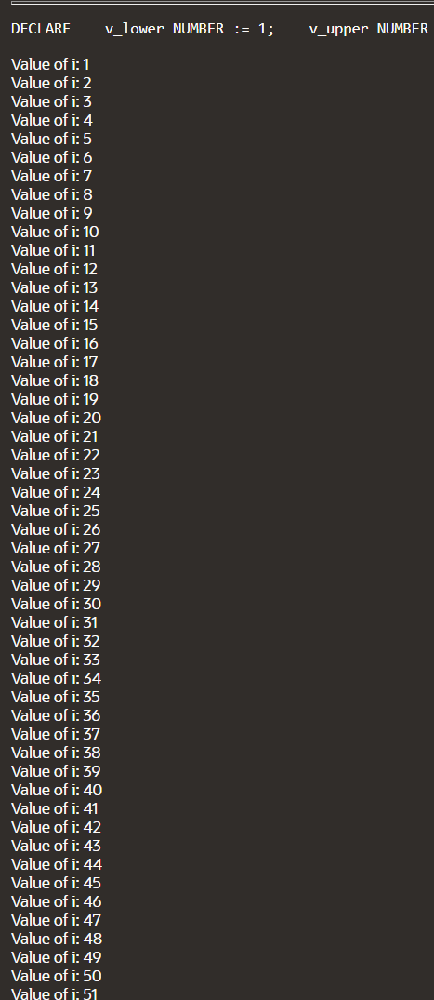 DECLARE    v_lower NUMBER := 1;    v_upper NUMBER
Value of i: 1
Value of i: 2
Value of i: 3
Value of i: 4
Value of i: 5
Value of i: 6
Value of i: 7
Value of i: 8
Value of i: 9
Value of i: 10
Value of i: 11
Value of i: 12
Value of i: 13
Value of i: 14
Value of i: 15
Value of i: 16
Value of i: 17
Value of i: 18
Value of i: 19
Value of i: 20
Value of i: 21
Value of i: 22
Value of i: 23
Value of i: 24
Value of i: 25
Value of i: 26
Value of i: 27
Value of i: 28
Value of i: 29
Value of i: 30
Value of i: 31
Value of i: 32
Value of i: 33
Value of i: 34
Value of i: 35
Value of i: 36
Value of i: 37
Value of i: 38
Value of i: 39
Value of i: 40
Value of i: 41
Value of i: 42
Value of i: 43
Value of i: 44
Value of i: 45
Value of i: 46
Value of i: 47
Value of i: 48
Value of i: 49
Value of i: 50
Value of i: 51